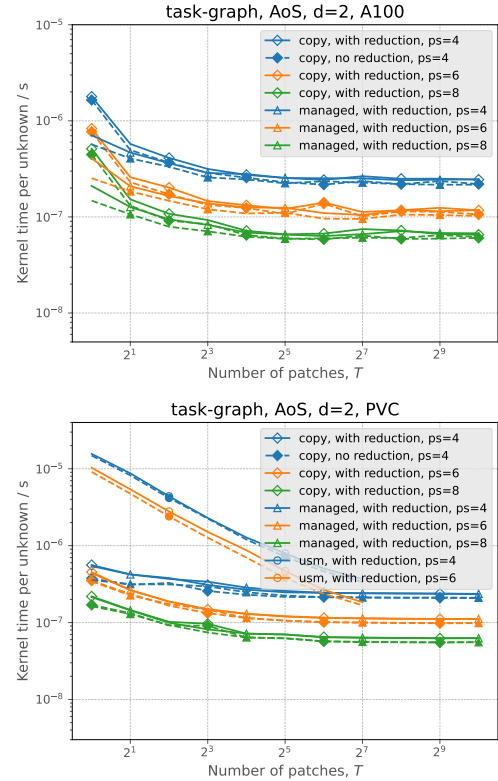 task-graph, AoS, d=2, A100
Kernel time per unknown / s
10⁻⁵
10⁻⁶
10⁻⁷
10⁻⁸
copy, with reduction, ps=4
copy, no reduction, ps=4
copy, with reduction, ps=6
copy, with reduction, ps=8
managed, with reduction, ps=4
managed, with reduction, ps=6
managed, with reduction, ps=8
2¹ 2³ 2⁵ 2⁷ 2⁹
Number of patches, T
task-graph, AoS, d=2, PVC
Kernel time per unknown / s
10⁻⁵
10⁻⁶
10⁻⁷
10⁻⁸
copy, with reduction, ps=4
copy, no reduction, ps=4
copy, with reduction, ps=6
copy, with reduction, ps=8
managed, with reduction, ps=4
managed, with reduction, ps=6
managed, with reduction, ps=8
usm, with reduction, ps=4
usm, with reduction, ps=6
2¹ 2³ 2⁵ 2⁷ 2⁹
Number of patches, T